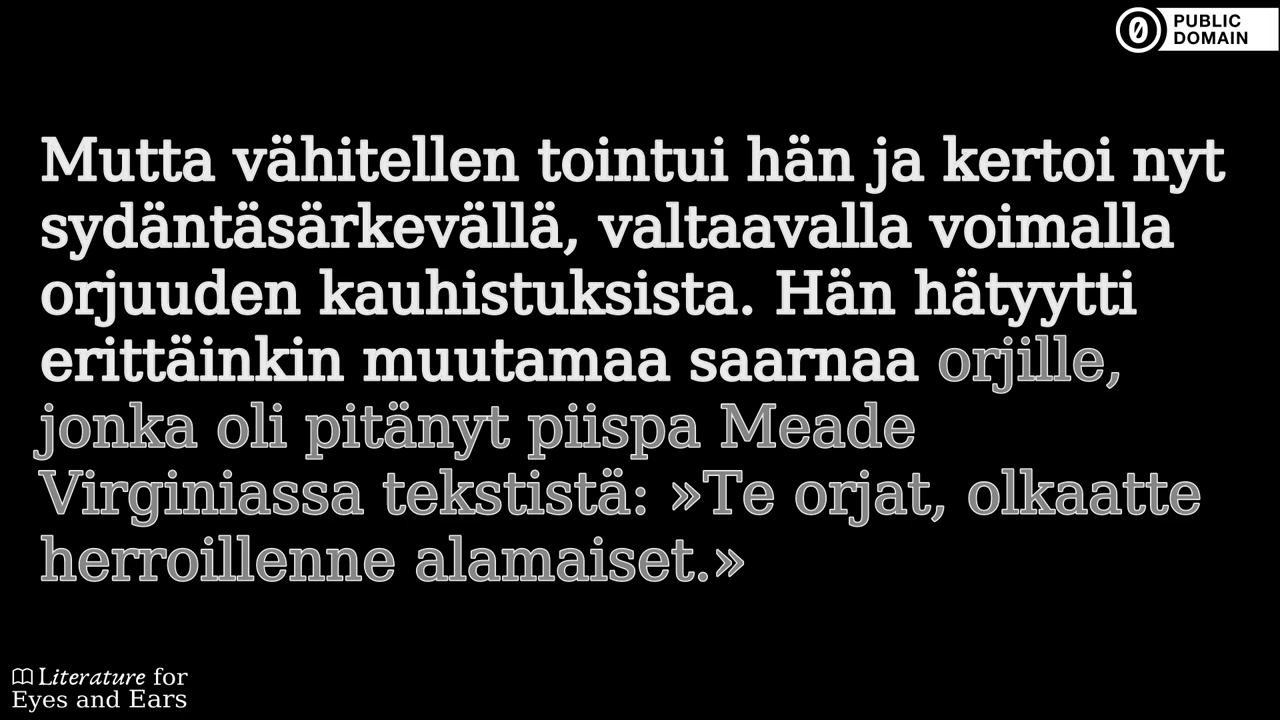 PUBLIC
DOMAIN
Mutta vähitellen tointui hän ja kertoi nyt
sydäntäsärkevällä, valtaavalla voimalla
orjuuden kauhistuksista. Hän hätyytti
erittäinkin muutamaa saarnaa orjille,
jonka oli pitänyt piispa Meade
Virginiassa tekstistä: »Te orjat, olkaatte
herroillenne alamaiset.»
Literature for
Eyes and Ears